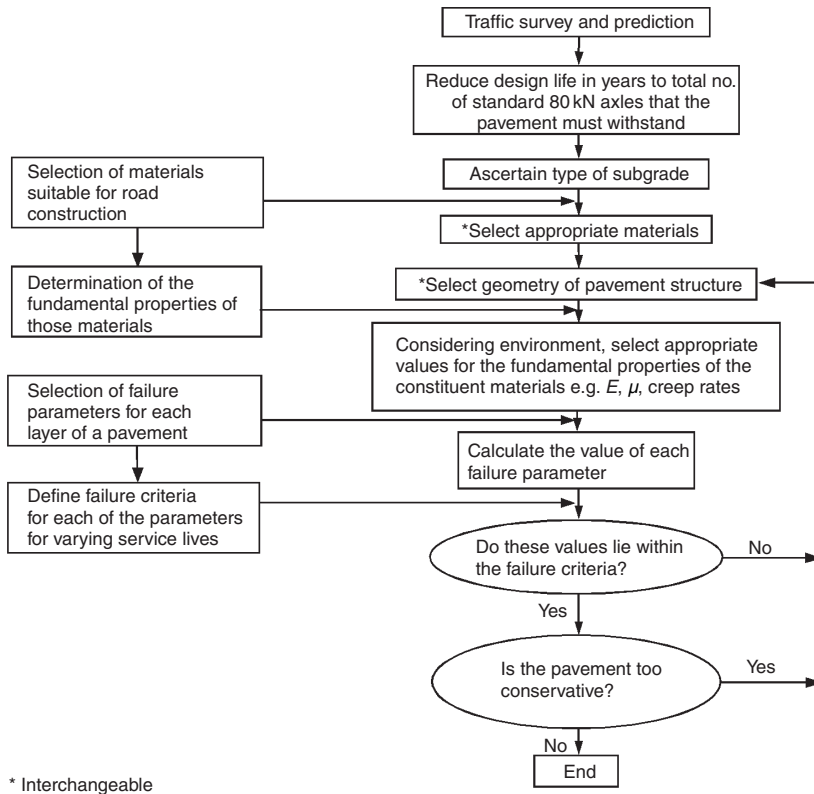 Traffic survey and prediction
Reduce design life in years to total no.
of standard 80 kN axles that the
pavement must withstand
Selection of materials
suitable for road
construction
Ascertain type of subgrade
*Select appropriate materials
Determination of the
fundamental properties of
those materials
*Select geometry of pavement structure
Considering environment, select appropriate
values for the fundamental properties of the
constituent materials e.g. E, μ, creep rates
Selection of failure
parameters for each
layer of a pavement
Calculate the value of each
failure parameter
Define failure criteria
for each of the parameters
for varying service lives
Do these values lie within
the failure criteria?
No
Yes
Is the pavement too
conservative?
Yes
No
End
* Interchangeable